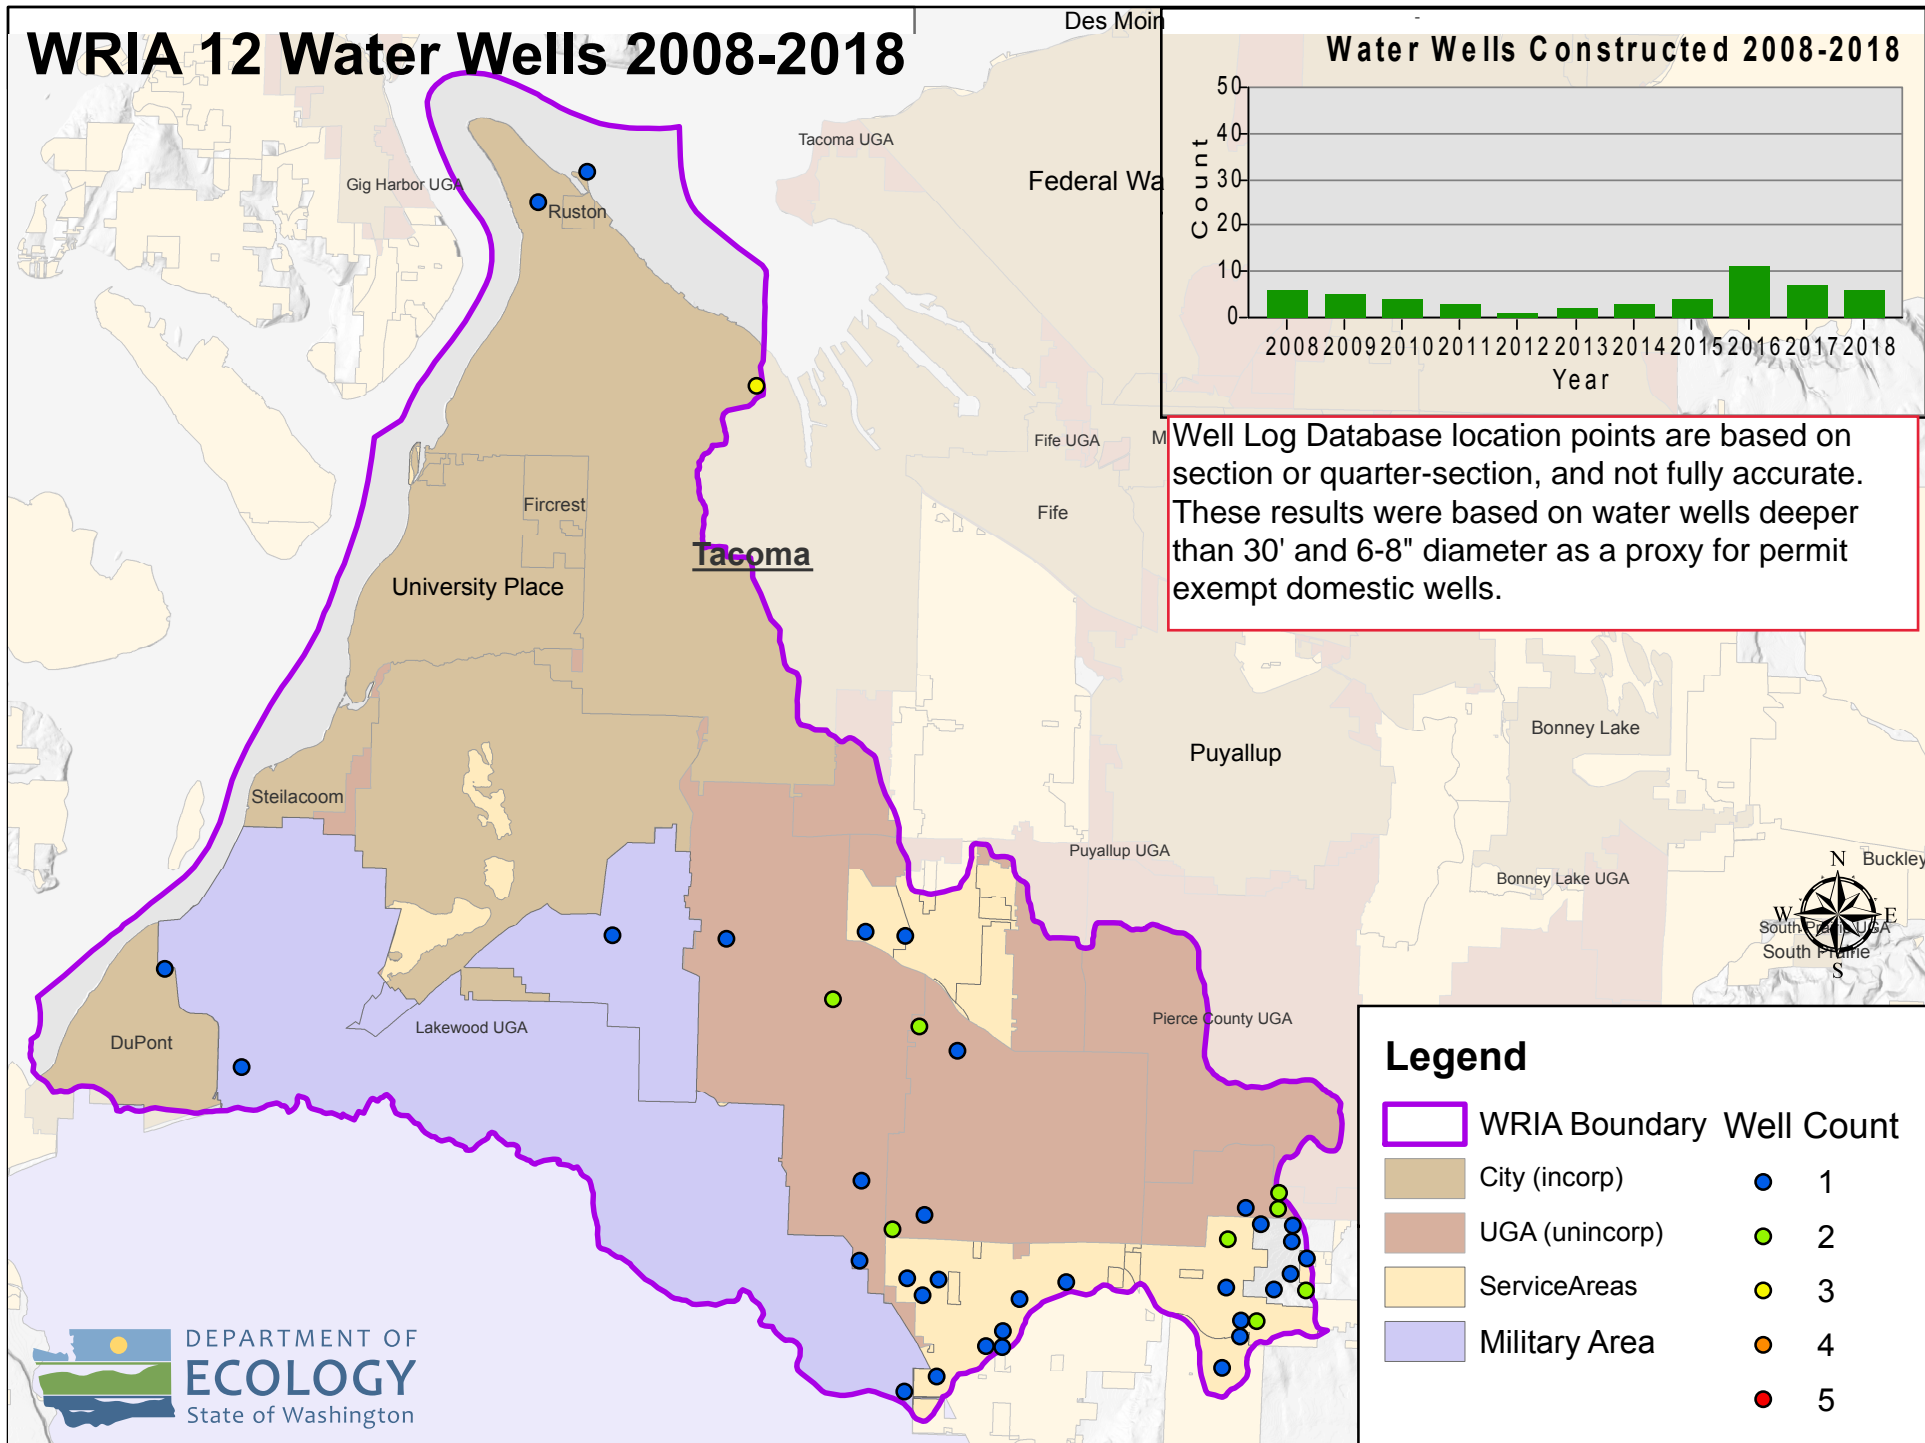 WRIA 12 Water Wells 2008-2018
Des Moin
Water Wells Constructed 2008-2018
50
40
30
20
10
0
Count
2008 2009 2010 2011 2012 2013 2014 2015 2016 2017 2018
Year
Tacoma UGA
Federal Wa
Gig Harbor UGA
Ruston
Well Log Database location points are based on
section or quarter-section, and not fully accurate.
These results were based on water wells deeper
than 30' and 6-8" diameter as a proxy for permit
exempt domestic wells.
Fife UGA
M
Fircrest
Fife
Tacoma
University Place
Bonney Lake
Puyallup
Steilacoom
Puyallup UGA
Bonney Lake UGA
Buckley
N
W
E
S
South Prairie UGA
South Prairie
Lakewood UGA
Pierce County UGA
DuPont
Legend
WRIA Boundary
City (incorp)
UGA (unincorp)
ServiceAreas
Military Area
Well Count
1
2
3
4
5
DEPARTMENT OF
ECOLOGY
State of Washington